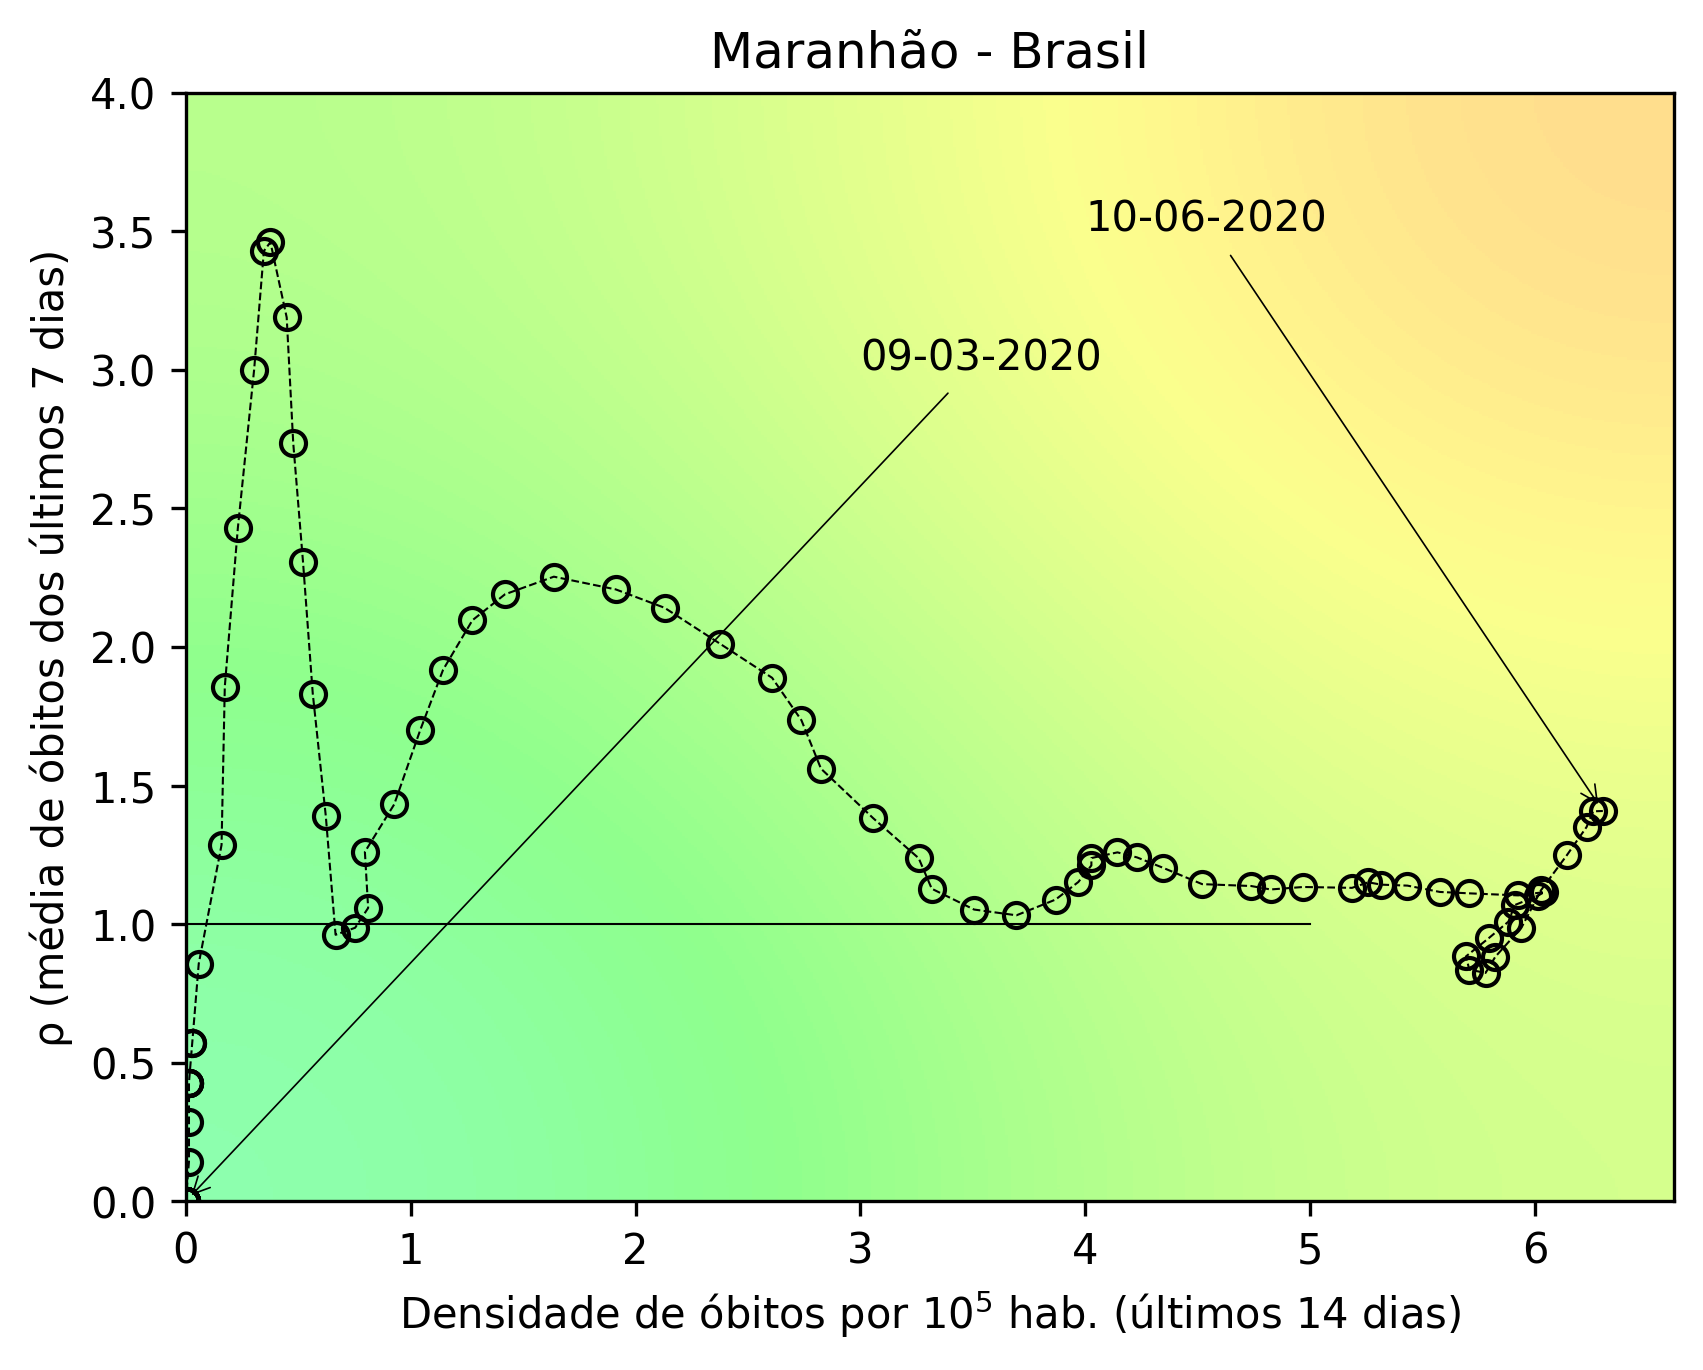 Maranhão - Brasil
4.0
3.5
3.0
2.5
2.0
1.5
1.0
0.5
0.0
ρ (média de óbitos dos últimos 7 dias)
10-06-2020
09-03-2020
0 1 2 3 4 5 6
Densidade de óbitos por 10⁵ hab. (últimos 14 dias)